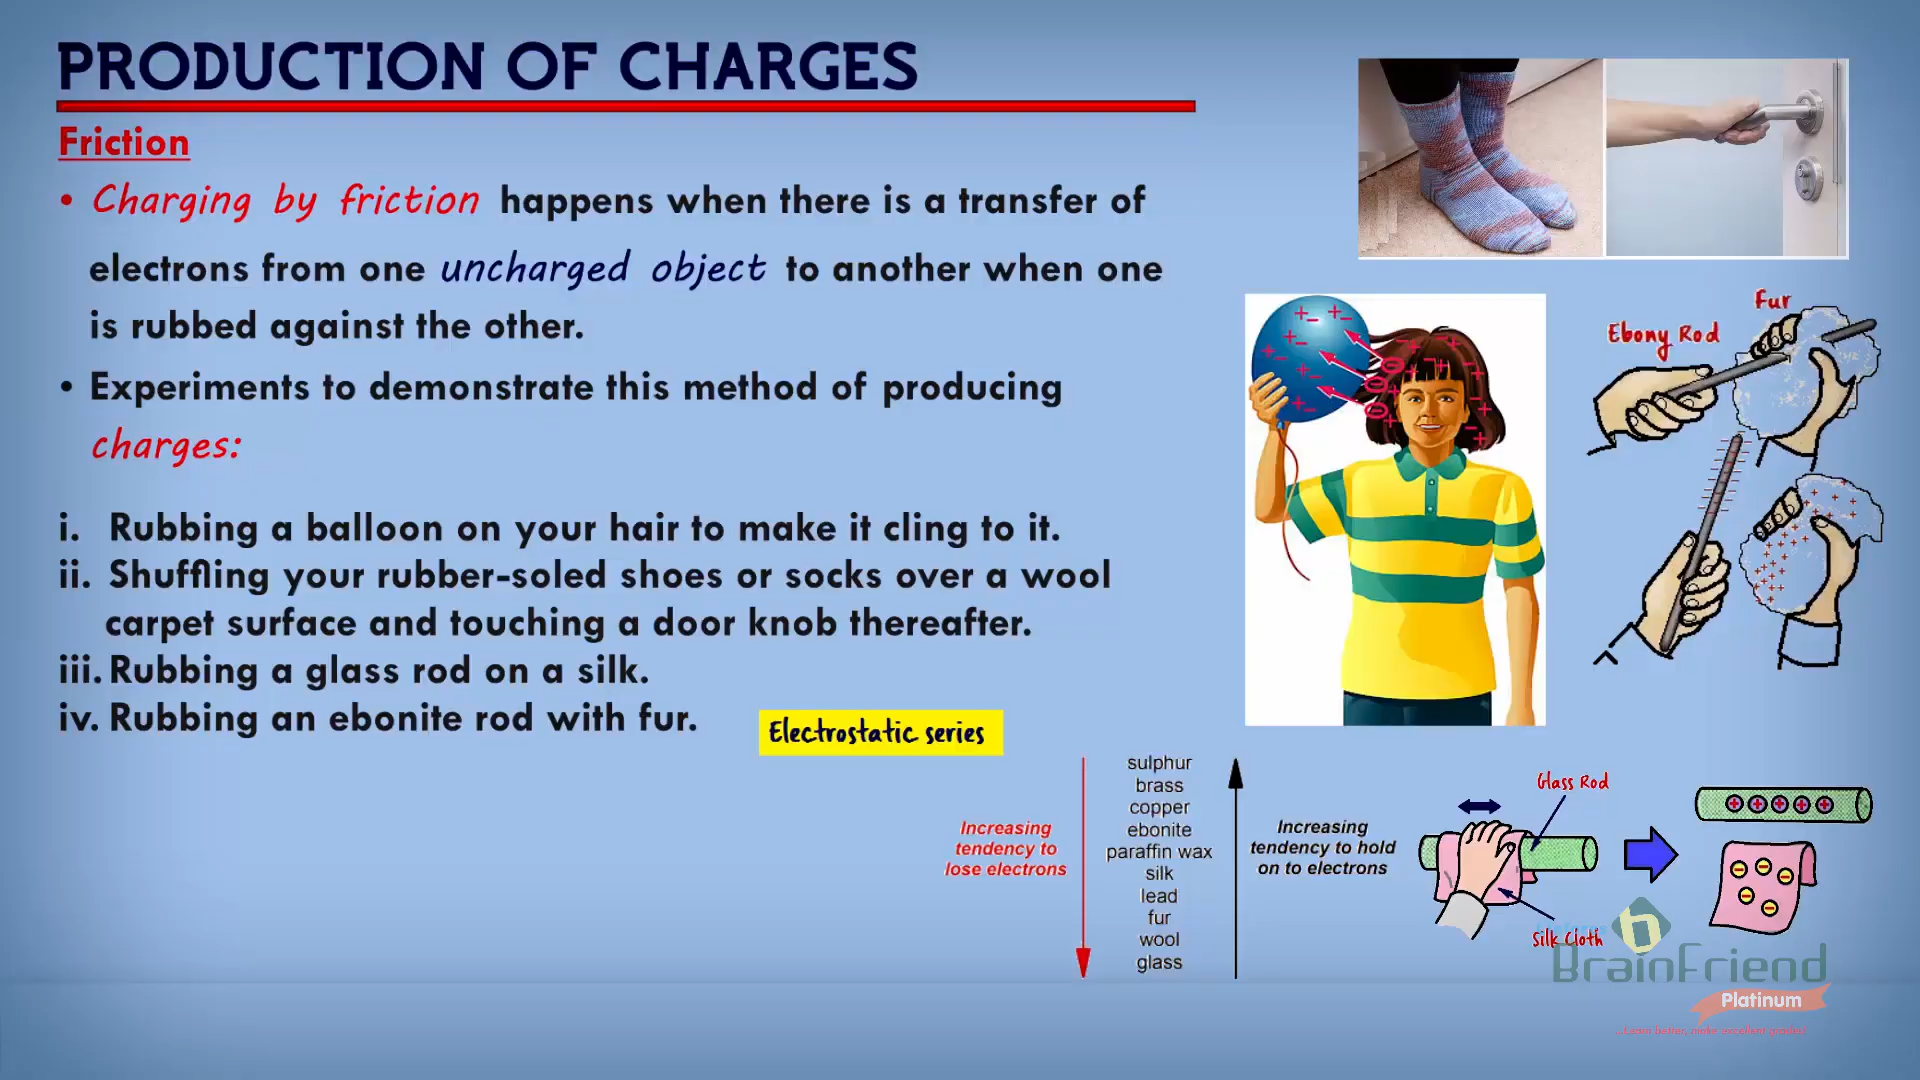 PRODUCTION OF CHARGES
Friction
• Charging by friction happens when there is a transfer of
electrons from one uncharged object to another when one
is rubbed against the other.
• Experiments to demonstrate this method of producing
charges:
i. Rubbing a balloon on your hair to make it cling to it.
ii. Shuffling your rubber-soled shoes or socks over a wool
carpet surface and touching a door knob thereafter.
iii. Rubbing a glass rod on a silk.
iv. Rubbing an ebonite rod with fur.
Fur
Ebony Rod
Electrostatic series
Increasing
tendency to
lose electrons
sulphur
brass
copper
ebonite
paraffin wax
silk
lead
fur
wool
glass
Increasing
tendency to hold
on to electrons
Glass Rod
Silk Cloth
BrainFriend
Platinum
...Learn better, make excellent grades!